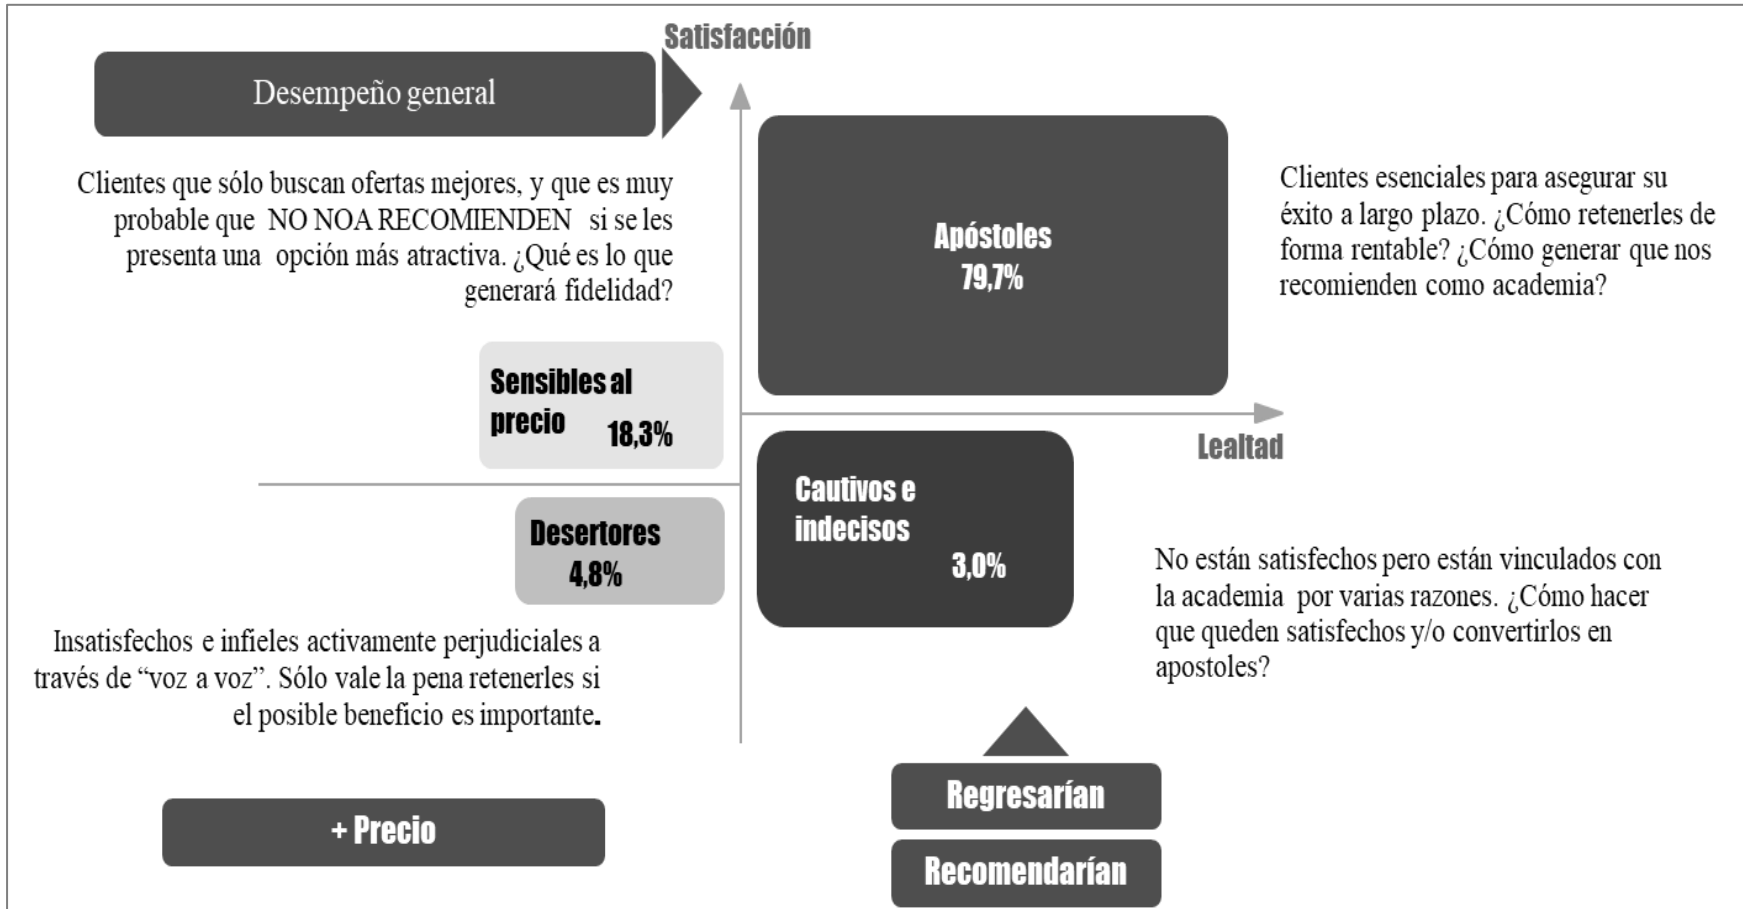 Satisfacción
Desempeño general
Clientes que sólo buscan ofertas mejores, y que es muy
probable que NO NOA RECOMIENDEN si se les
presenta una opción más atractiva. ¿Qué es lo que
generará fidelidad?
Apóstoles
79,7%
Clientes esenciales para asegurar su
éxito a largo plazo. ¿Cómo retenerles de
forma rentable? ¿Cómo generar que nos
recomienden como academia?
Sensibles al
precio 18,3%
Lealtad
Desertores
4,8%
Cautivos e
indecisos
3,0%
Insatisfechos e infieles activamente perjudiciales a
través de “voz a voz”. Sólo vale la pena retenerles si
el posible beneficio es importante.
No están satisfechos pero están vinculados con
la academia por varias razones. ¿Cómo hacer
que queden satisfechos y/o convertirlos en
apostoles?
+ Precio
Regresarían
Recomendarían